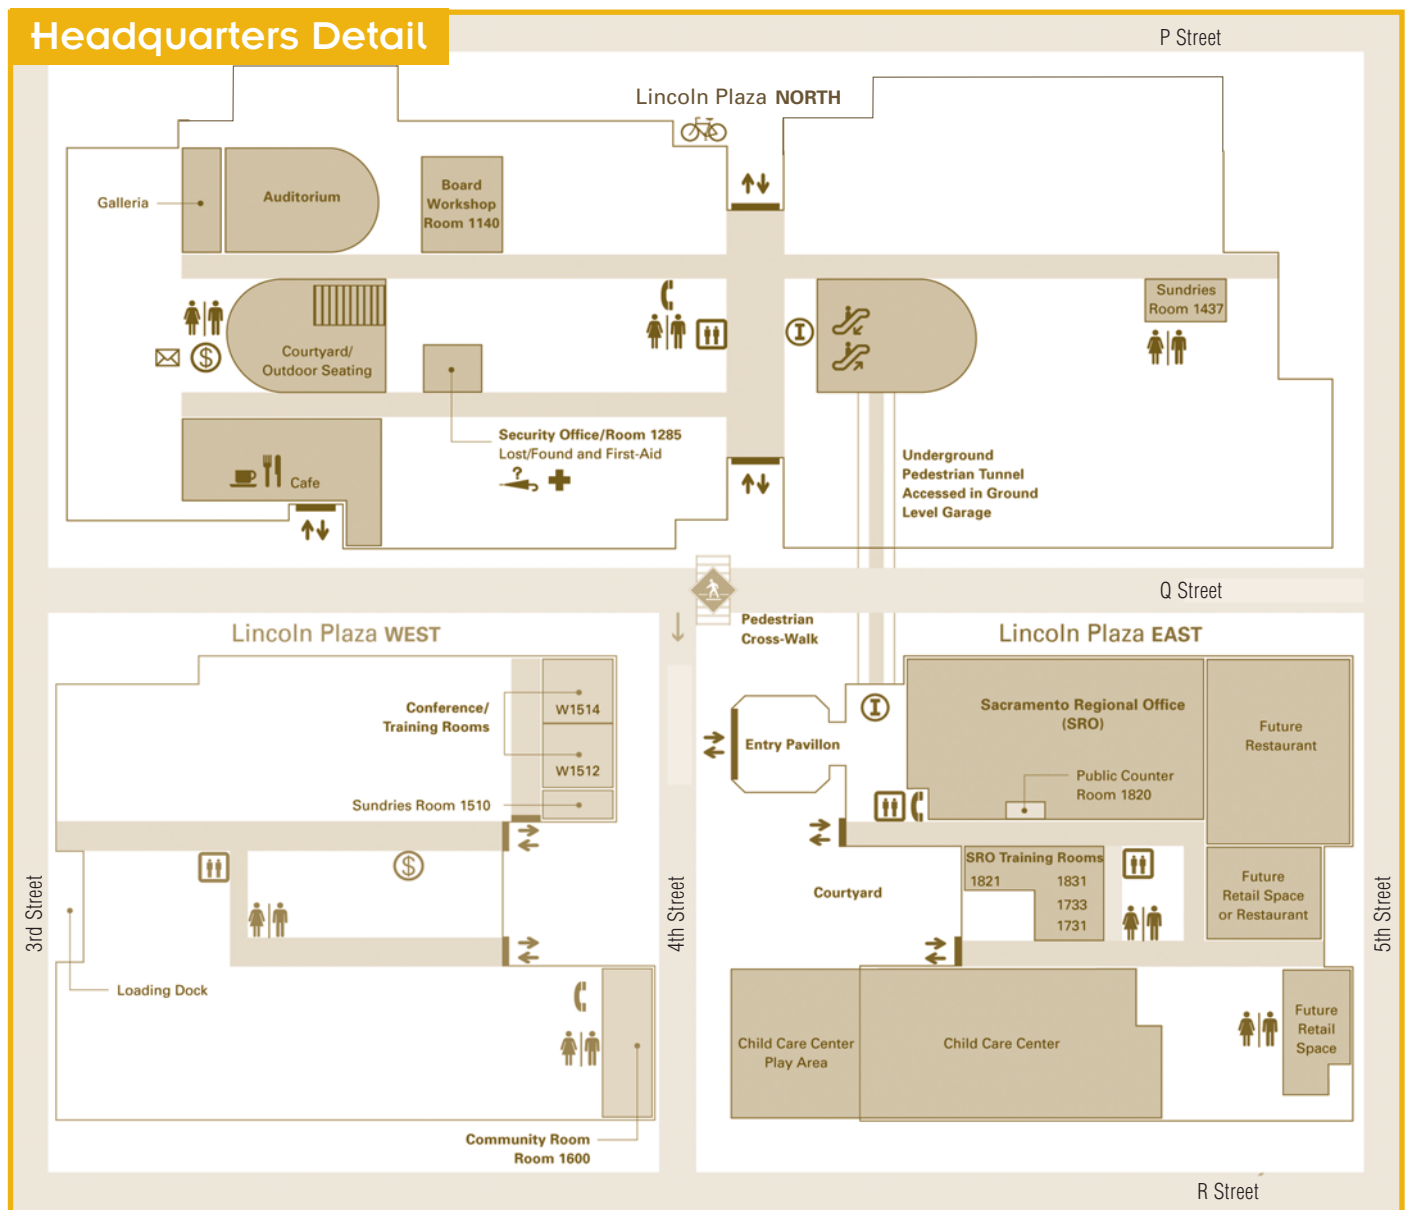 Headquarters Detail
P Street
Lincoln Plaza NORTH
Galleria
Auditorium
Board
Workshop
Room 1140
Sundries
Room 1437
Courtyard/
Outdoor Seating
$
I
Security Office/Room 1285
Lost/Found and First-Aid
?
Cafe
Underground
Pedestrian Tunnel
Accessed in Ground
Level Garage
Q Street
Pedestrian
Cross-Walk
Lincoln Plaza WEST
Conference/
Training Rooms
W1514
W1512
Sundries Room 1510
$
Loading Dock
Community Room
Room 1600
3rd Street
4th Street
Lincoln Plaza EAST
I
Entry Pavillon
Sacramento Regional Office
(SRO)
Public Counter
Room 1820
Future
Restaurant
SRO Training Rooms
1821 1831
1733
1731
Courtyard
Future
Retail Space
or Restaurant
Child Care Center
Play Area
Child Care Center
Future
Retail
Space
5th Street
R Street